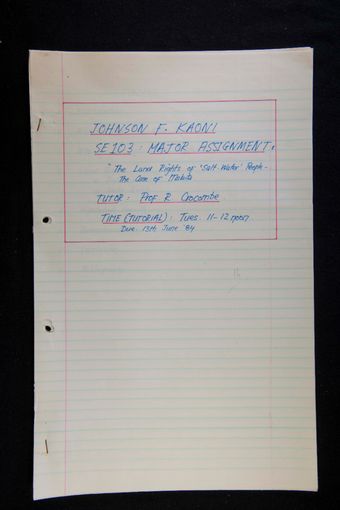 JOHNSON F. KAONI
SE103 : MAJOR ASSIGNMENT.
"The Land Rights of 'Salt-Water' People -
The Case of Malaita
TUTOR : Prof R Crocombe
TIME (TUTORIAL) : Tues. 11-12 noon.
Due. 13th June '84